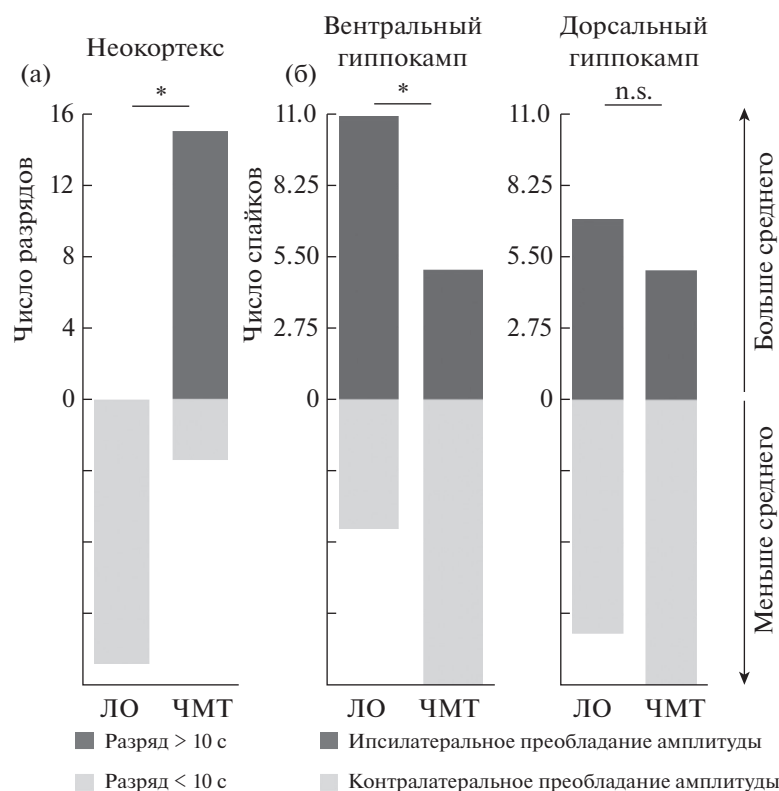 (а)
Неокортекс
*
Число разрядов
16
12
8
4
0
ЛО ЧМТ
Разряд > 10 с
Разряд < 10 с
(б)
Вентральный
гиппокамп
*
Число спайков
11.0
8.25
5.50
2.75
0
ЛО ЧМТ
Дорсальный
гиппокамп
n.s.
11.0
8.25
5.50
2.75
0
ЛО ЧМТ
Больше среднего
Меньше среднего
Ипсилатеральное преобладание амплитуды
Контралатеральное преобладание амплитуды